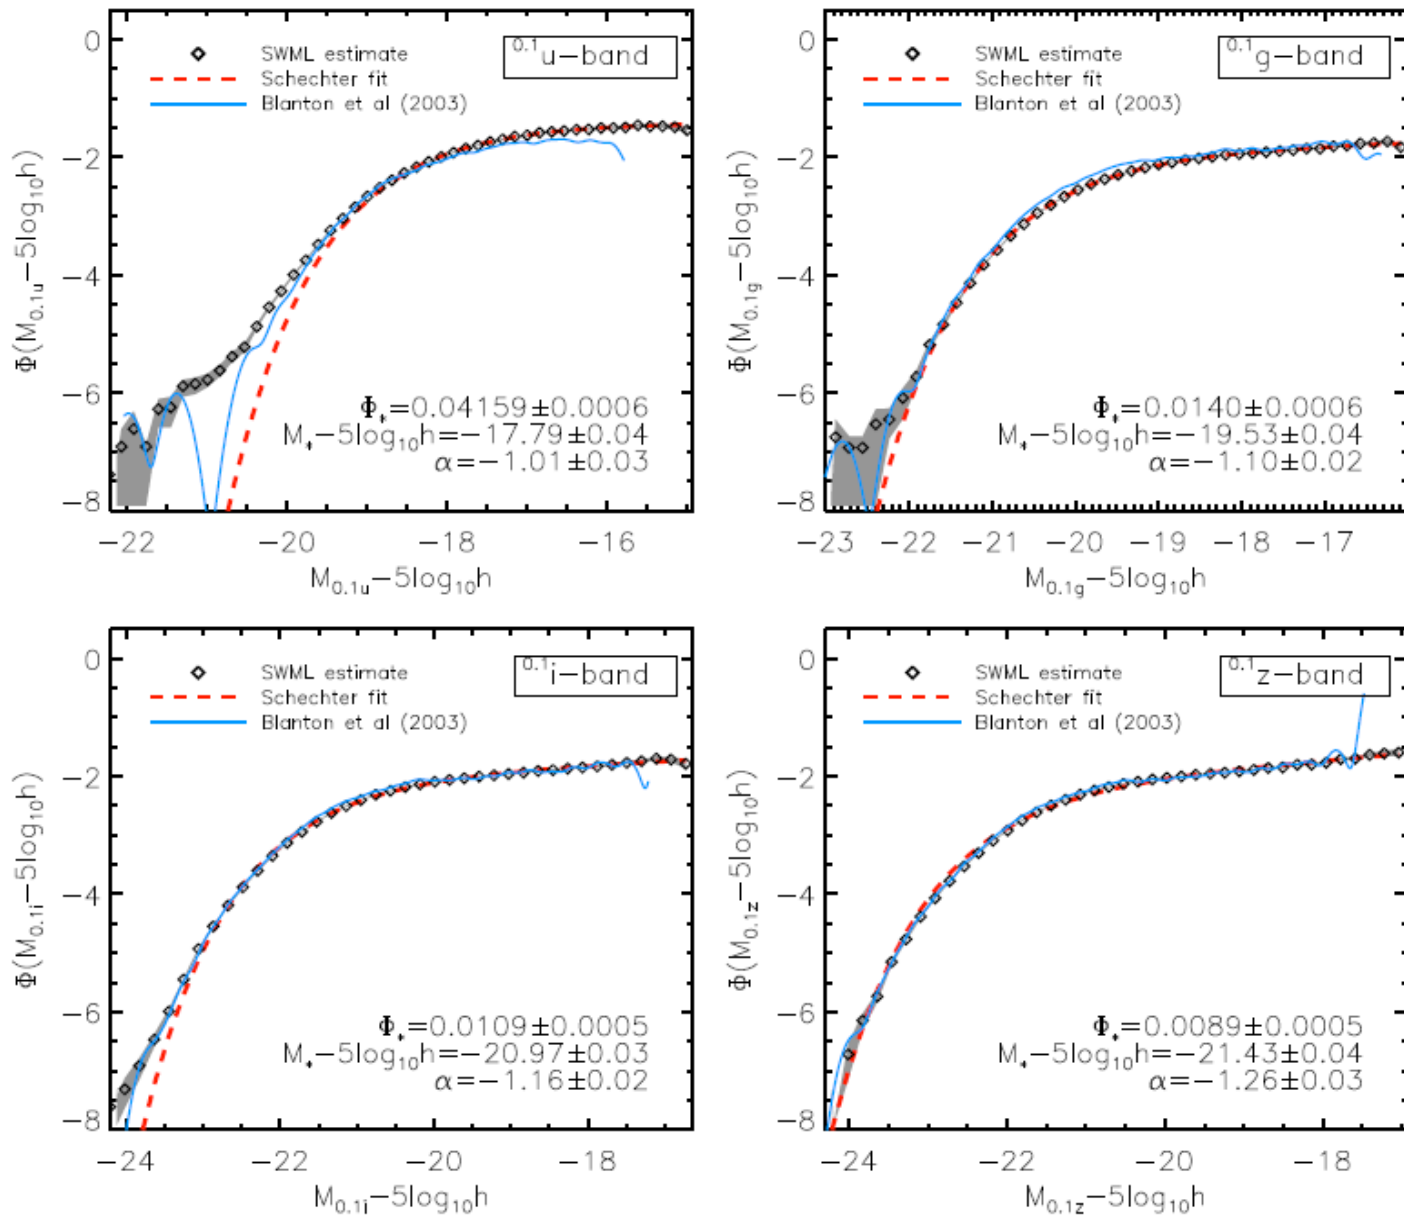 SWML estimate
Schechter fit
Blanton et al (2003)
0.1u-band
Φ(M0.1u−5log10h)
0
−2
−4
−6
−8
Φ*=0.04159±0.0006
M*−5log10h=−17.79±0.04
α=−1.01±0.03
−22 −20 −18 −16
M0.1u−5log10h
SWML estimate
Schechter fit
Blanton et al (2003)
0.1g-band
Φ(M0.1g−5log10h)
0
−2
−4
−6
−8
Φ*=0.0140±0.0006
M*−5log10h=−19.53±0.04
α=−1.10±0.02
−23 −22 −21 −20 −19 −18 −17
M0.1g−5log10h
SWML estimate
Schechter fit
Blanton et al (2003)
0.1i-band
Φ(M0.1i−5log10h)
0
−2
−4
−6
−8
Φ*=0.0109±0.0005
M*−5log10h=−20.97±0.03
α=−1.16±0.02
−24 −22 −20 −18
M0.1i−5log10h
SWML estimate
Schechter fit
Blanton et al (2003)
0.1z-band
Φ(M0.1z−5log10h)
0
−2
−4
−6
−8
Φ*=0.0089±0.0005
M*−5log10h=−21.43±0.04
α=−1.26±0.03
−24 −22 −20 −18
M0.1z−5log10h